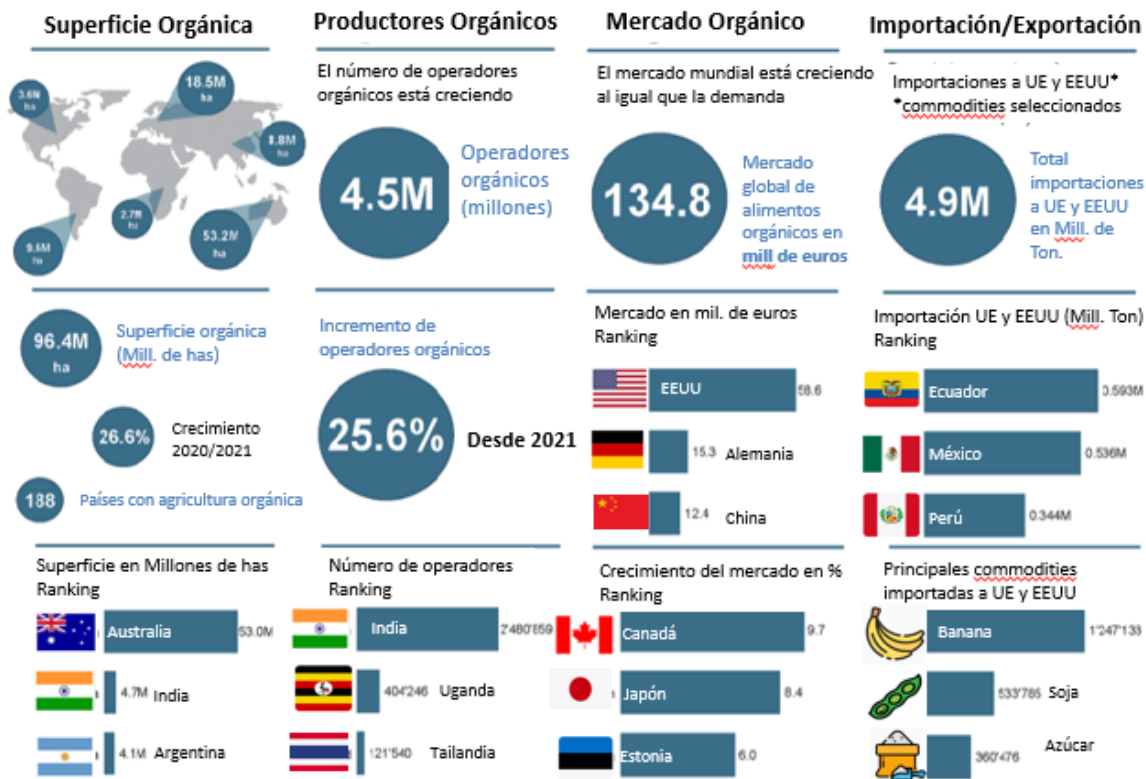 Superficie Orgánica
3.6M
ha
18.5M
ha
8.8M
ha
2.7M
ha
9.9M
ha
53.2M
ha
96.4M
ha
Superficie orgánica
(Mill. de has)
26.6%
Crecimiento
2020/2021
188
Países con agricultura orgánica
Superficie en Millones de has
Ranking
Australia
53.0M
4.7M
India
4.1M
Argentina
Productores Orgánicos
El número de operadores
orgánicos está creciendo
4.5M
Operadores
orgánicos
(millones)
Incremento de
operadores orgánicos
25.6%
Desde 2021
Número de operadores
Ranking
India
2'480'859
404'246
Uganda
121'540
Tailandia
Mercado Orgánico
El mercado mundial está creciendo
al igual que la demanda
134.8
Mercado
global de
alimentos
orgánicos en
mill de euros
Mercado en mil. de euros
Ranking
EEUU
58.6
15.3 Alemania
12.4
China
Crecimiento del mercado en %
Ranking
Canadá
9.7
Japón
8.4
Estonia
6.0
Importación/Exportación
Importaciones a UE y EEUU*
*commodities seleccionados
4.9M
Total
importaciones
a UE y EEUU
en Mill. de
Ton.
Importación UE y EEUU (Mill. Ton)
Ranking
Ecuador
0.593M
México
0.536M
Perú
0.344M
Principales commodities
importadas a UE y EEUU
Banana
1'247'138
533'785
Soja
360'476
Azúcar